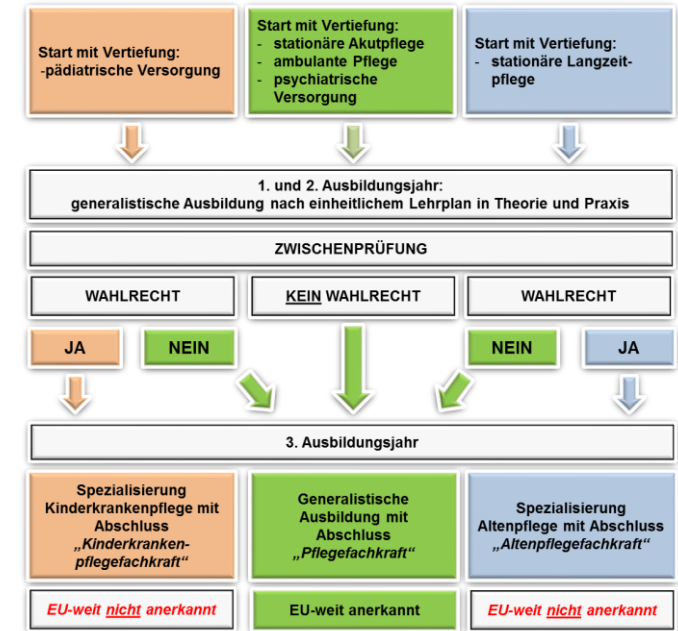 Start mit Vertiefung:
-pädiatrische Versorgung
Start mit Vertiefung:
- stationäre Akutpflege
- ambulante Pflege
- psychiatrische
Versorgung
Start mit Vertiefung:
- stationäre Langzeit-
pflege
1. und 2. Ausbildungsjahr:
generalistische Ausbildung nach einheitlichem Lehrplan in Theorie und Praxis
ZWISCHENPRÜFUNG
WAHLRECHT
KEIN WAHLRECHT
WAHLRECHT
JA
NEIN
NEIN
JA
3. Ausbildungsjahr
Spezialisierung
Kinderkrankenpflege mit
Abschluss
„Kinderkranken-
pflegefachkraft“
Generalistische
Ausbildung mit
Abschluss
„Pflegefachkraft“
Spezialisierung
Altenpflege mit Abschluss
„Altenpflegefachkraft“
EU-weit nicht anerkannt
EU-weit anerkannt
EU-weit nicht anerkannt